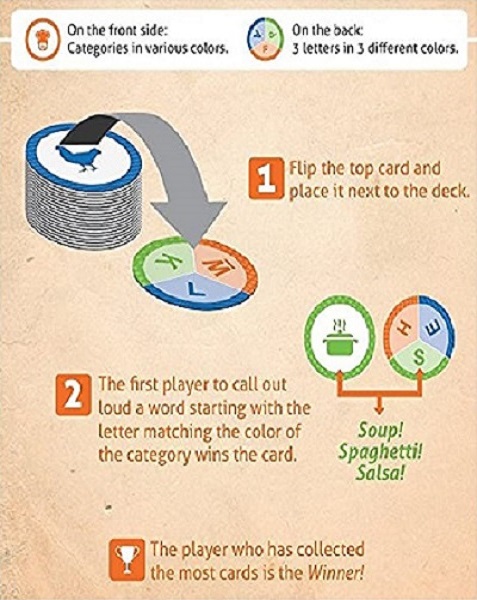 On the front side:
Categories in various colors.
On the back:
3 letters in 3 different colors.
1 Flip the top card and
place it next to the deck.
K M
L
H E
S
2 The first player to call out
loud a word starting with the
letter matching the color of
the category wins the card.
Soup!
Spaghetti!
Salsa!
The player who has collected
the most cards is the Winner!